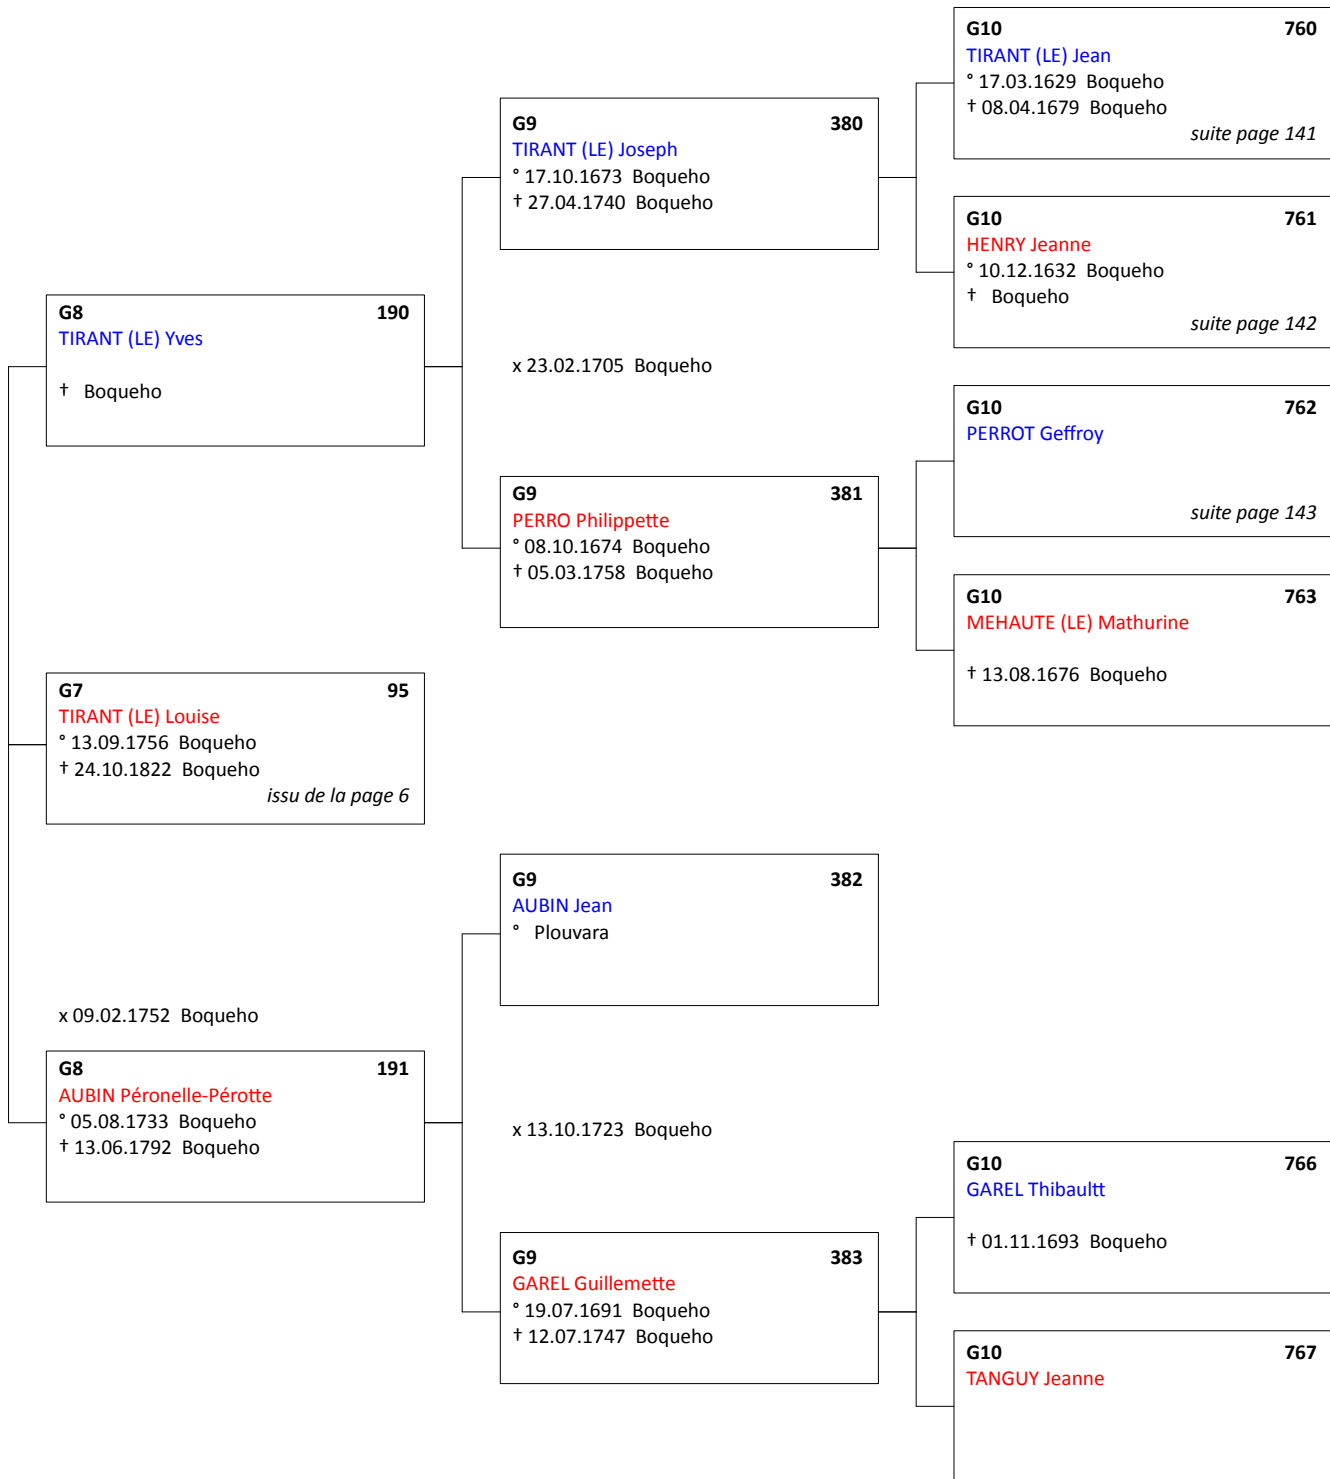 G10 760
TIRANT (LE) Jean
° 17.03.1629 Boqueho
† 08.04.1679 Boqueho
suite page 141
G9 380
TIRANT (LE) Joseph
° 17.10.1673 Boqueho
† 27.04.1740 Boqueho
G10 761
HENRY Jeanne
° 10.12.1632 Boqueho
† Boqueho
suite page 142
G8 190
TIRANT (LE) Yves
† Boqueho
x 23.02.1705 Boqueho
G10 762
PERROT Geffroy
suite page 143
G9 381
PERRO Philippette
° 08.10.1674 Boqueho
† 05.03.1758 Boqueho
G10 763
MEHAUTE (LE) Mathurine
† 13.08.1676 Boqueho
G7 95
TIRANT (LE) Louise
° 13.09.1756 Boqueho
† 24.10.1822 Boqueho
issu de la page 6
G9 382
AUBIN Jean
° Plouvara
x 09.02.1752 Boqueho
G8 191
AUBIN Péronelle-Pérotte
° 05.08.1733 Boqueho
† 13.06.1792 Boqueho
x 13.10.1723 Boqueho
G10 766
GAREL Thibaultt
† 01.11.1693 Boqueho
G9 383
GAREL Guillemette
° 19.07.1691 Boqueho
† 12.07.1747 Boqueho
G10 767
TANGUY Jeanne